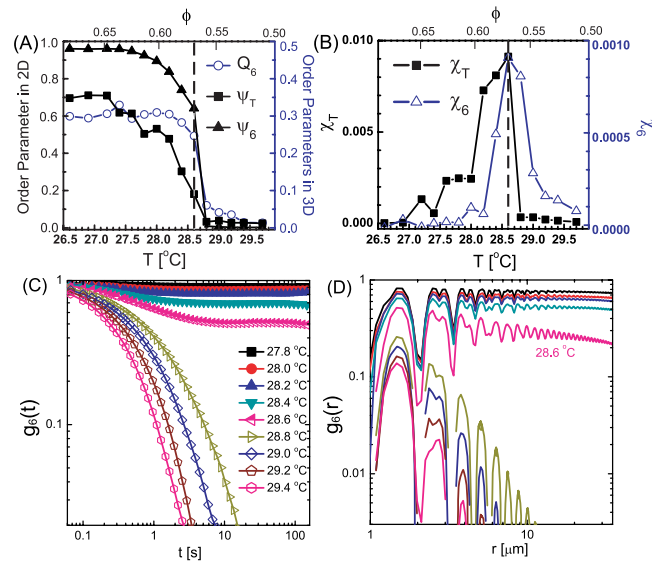 ϕ
0.65 0.60 0.55 0.50
(A)
Order Parameter in 2D
1.0
0.8
0.6
0.4
0.2
0.0
Q6
ψT
ψ6
0.5
0.4
0.3
0.2
0.1
0.0
Order Parameters in 3D
26.5 27.0 27.5 28.0 28.5 29.0 29.5
T [°C]
ϕ
0.65 0.60 0.55 0.50
(B)
χT
0.010
0.005
0.000
χT
χ6
0.0010
0.0005
0.0000
χ6
26.5 27.0 27.5 28.0 28.5 29.0 29.5
T [°C]
(C)
g6(t)
1
0.1
27.8 °C
28.0 °C
28.2 °C
28.4 °C
28.6 °C
28.8 °C
29.0 °C
29.2 °C
29.4 °C
0.1 1 10 100
t [s]
(D)
g6(r)
1
0.1
0.01
28.6 °C
1 10
r [μm]